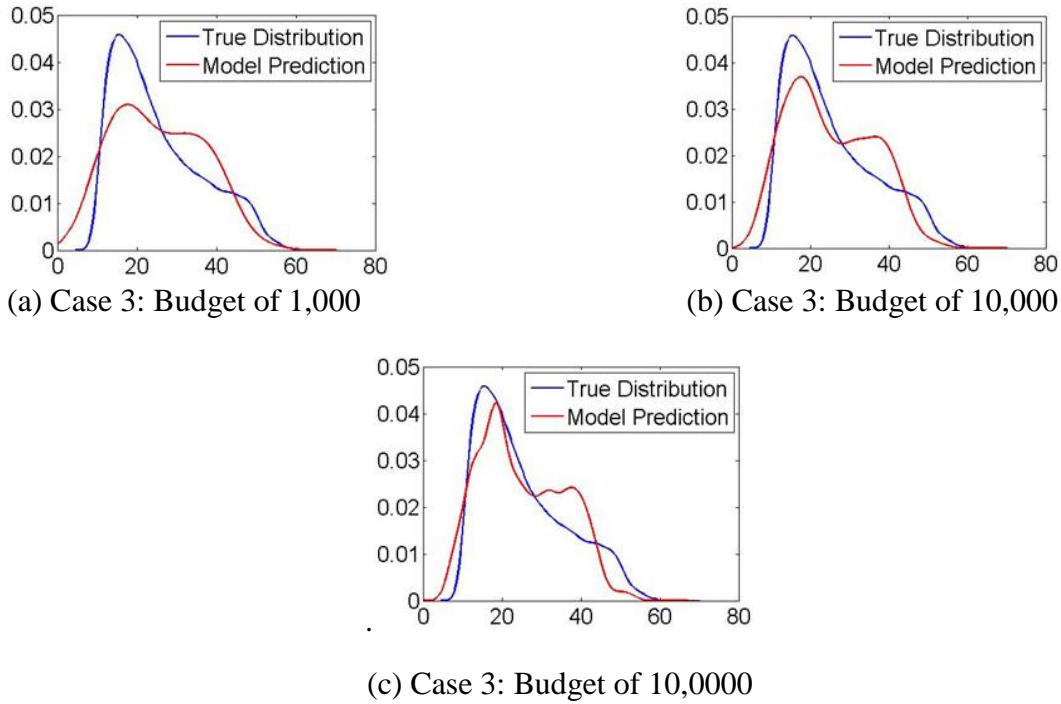 0.05
0.04
0.03
0.02
0.01
0
0 20 40 60 80
True Distribution
Model Prediction
(a) Case 3: Budget of 1,000
0.05
0.04
0.03
0.02
0.01
0
0 20 40 60 80
True Distribution
Model Prediction
(b) Case 3: Budget of 10,000
0.05
0.04
0.03
0.02
0.01
0
0 20 40 60 80
True Distribution
Model Prediction
.
(c) Case 3: Budget of 10,0000